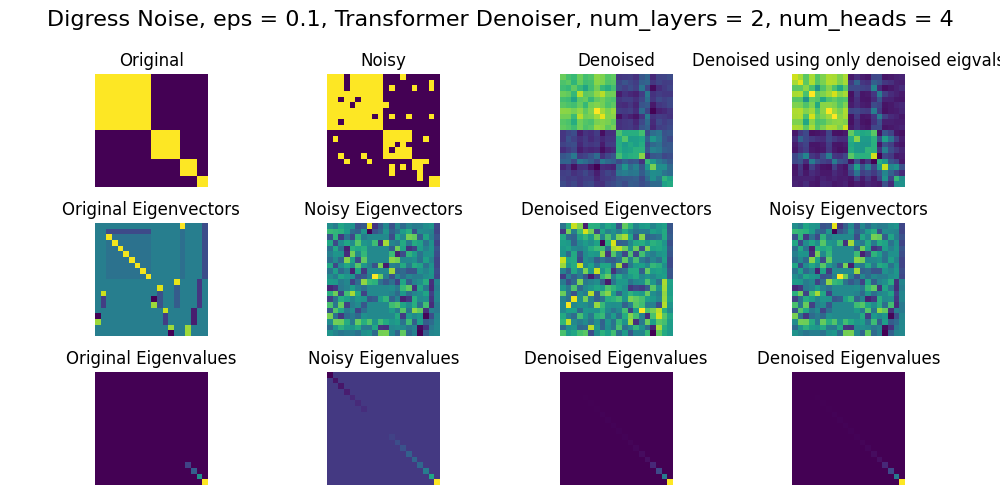 Digress Noise, eps = 0.1, Transformer Denoiser, num_layers = 2, num_heads = 4
Original
Noisy
Denoised
Denoised using only denoised eigvals
Original Eigenvectors
Noisy Eigenvectors
Denoised Eigenvectors
Noisy Eigenvectors
Original Eigenvalues
Noisy Eigenvalues
Denoised Eigenvalues
Denoised Eigenvalues